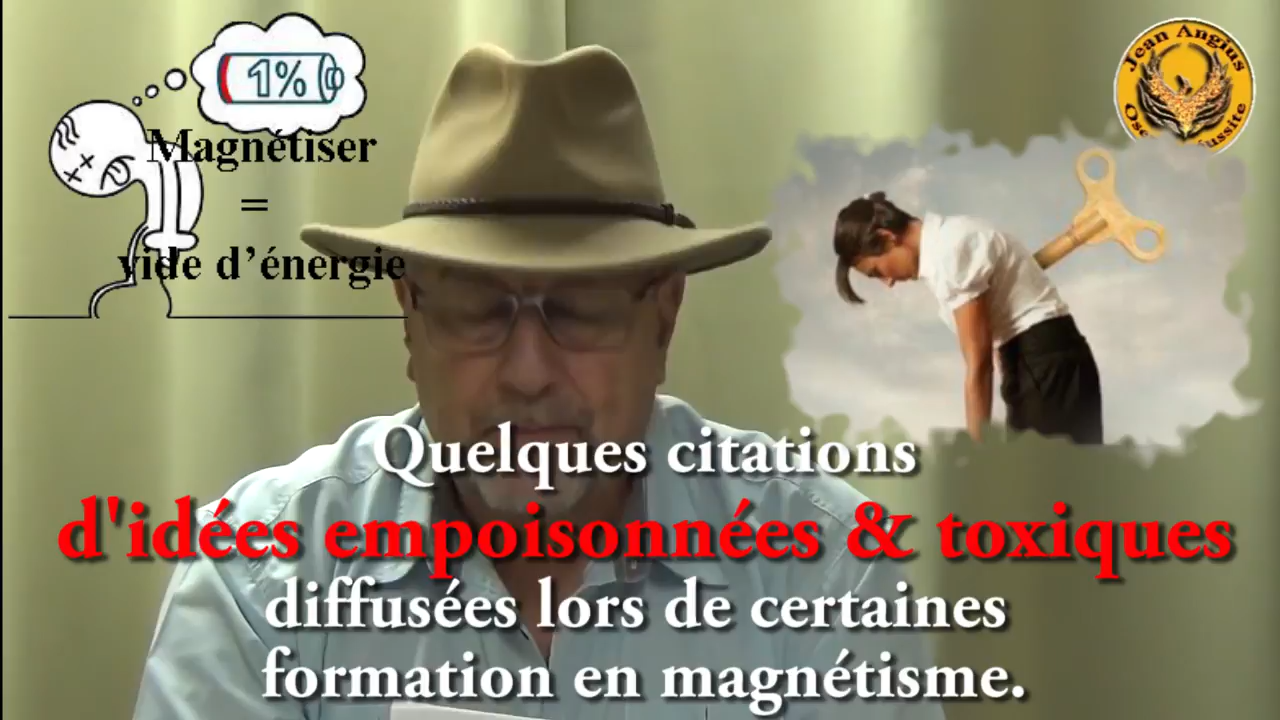 1%
Magnétiser
=
vide d’énergie
Jean Angius
Quelques citations
d'idées empoisonnées & toxiques
diffusées lors de certaines
formation en magnétisme.